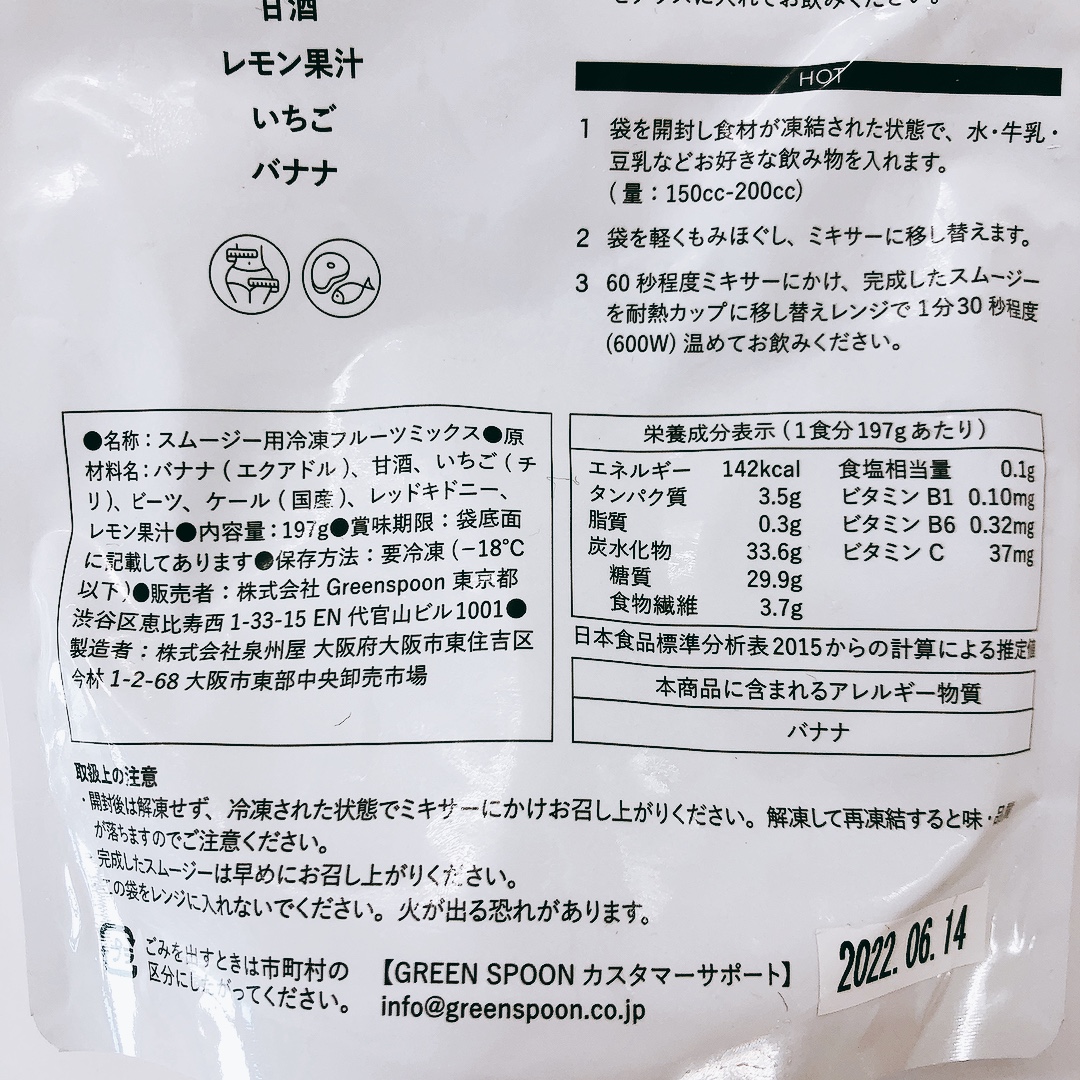 甘酒
レモン果汁
いちご
バナナ
HOT
1 袋を開封し食材が凍結された状態で、水・牛乳・
豆乳などお好きな飲み物を入れます。
(量：150cc-200cc)
2 袋を軽くもみほぐし、ミキサーに移し替えます。
3 60 秒程度ミキサーにかけ、完成したスムージー
を耐熱カップに移し替えレンジで 1分30 秒程度
(600W) 温めてお飲みください。
●名称：スムージー用冷凍フルーツミックス●原
材料名：バナナ (エクアドル)、甘酒、いちご (チ
リ)、ビーツ、ケール (国産)、レッドキドニー、
レモン果汁●内容量：197g●賞味期限：袋底面
に記載してあります●保存方法：要冷凍 (−18℃
以下)●販売者：株式会社 Greenspoon 東京都
渋谷区恵比寿西 1-33-15 EN 代官山ビル 1001●
製造者：株式会社泉州屋 大阪府大阪市東住吉区
今林 1-2-68 大阪市東部中央卸売市場
栄養成分表示 (1食分197gあたり)
エネルギー 142kcal 食塩相当量 0.1g
タンパク質 3.5g ビタミン B1 0.10mg
脂質 0.3g ビタミン B6 0.32mg
炭水化物 33.6g ビタミン C 37mg
糖質 29.9g
食物繊維 3.7g
日本食品標準分析表 2015 からの計算による推定値
本商品に含まれるアレルギー物質
バナナ
取扱上の注意
・開封後は解凍せず、冷凍された状態でミキサーにかけお召し上がりください。解凍して再凍結すると味・
が落ちますのでご注意ください。
・完成したスムージーは早めにお召し上がりください。
この袋をレンジに入れないでください。火が出る恐れがあります。
プラ
ごみを出すときは市町村の
区分にしたがってください。
【GREEN SPOON カスタマーサポート】
info@greenspoon.co.jp
2022. 06. 14